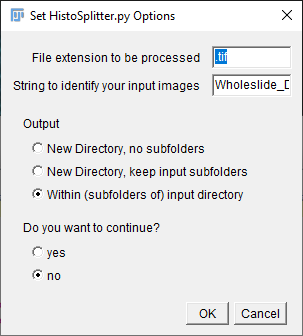 Set HistoSplitter.py Options
File extension to be processed .tif
String to identify your input images Wholeslide_D
Output
New Directory, no subfolders
New Directory, keep input subfolders
Within (subfolders of) input directory
Do you want to continue?
yes
no
OK Cancel